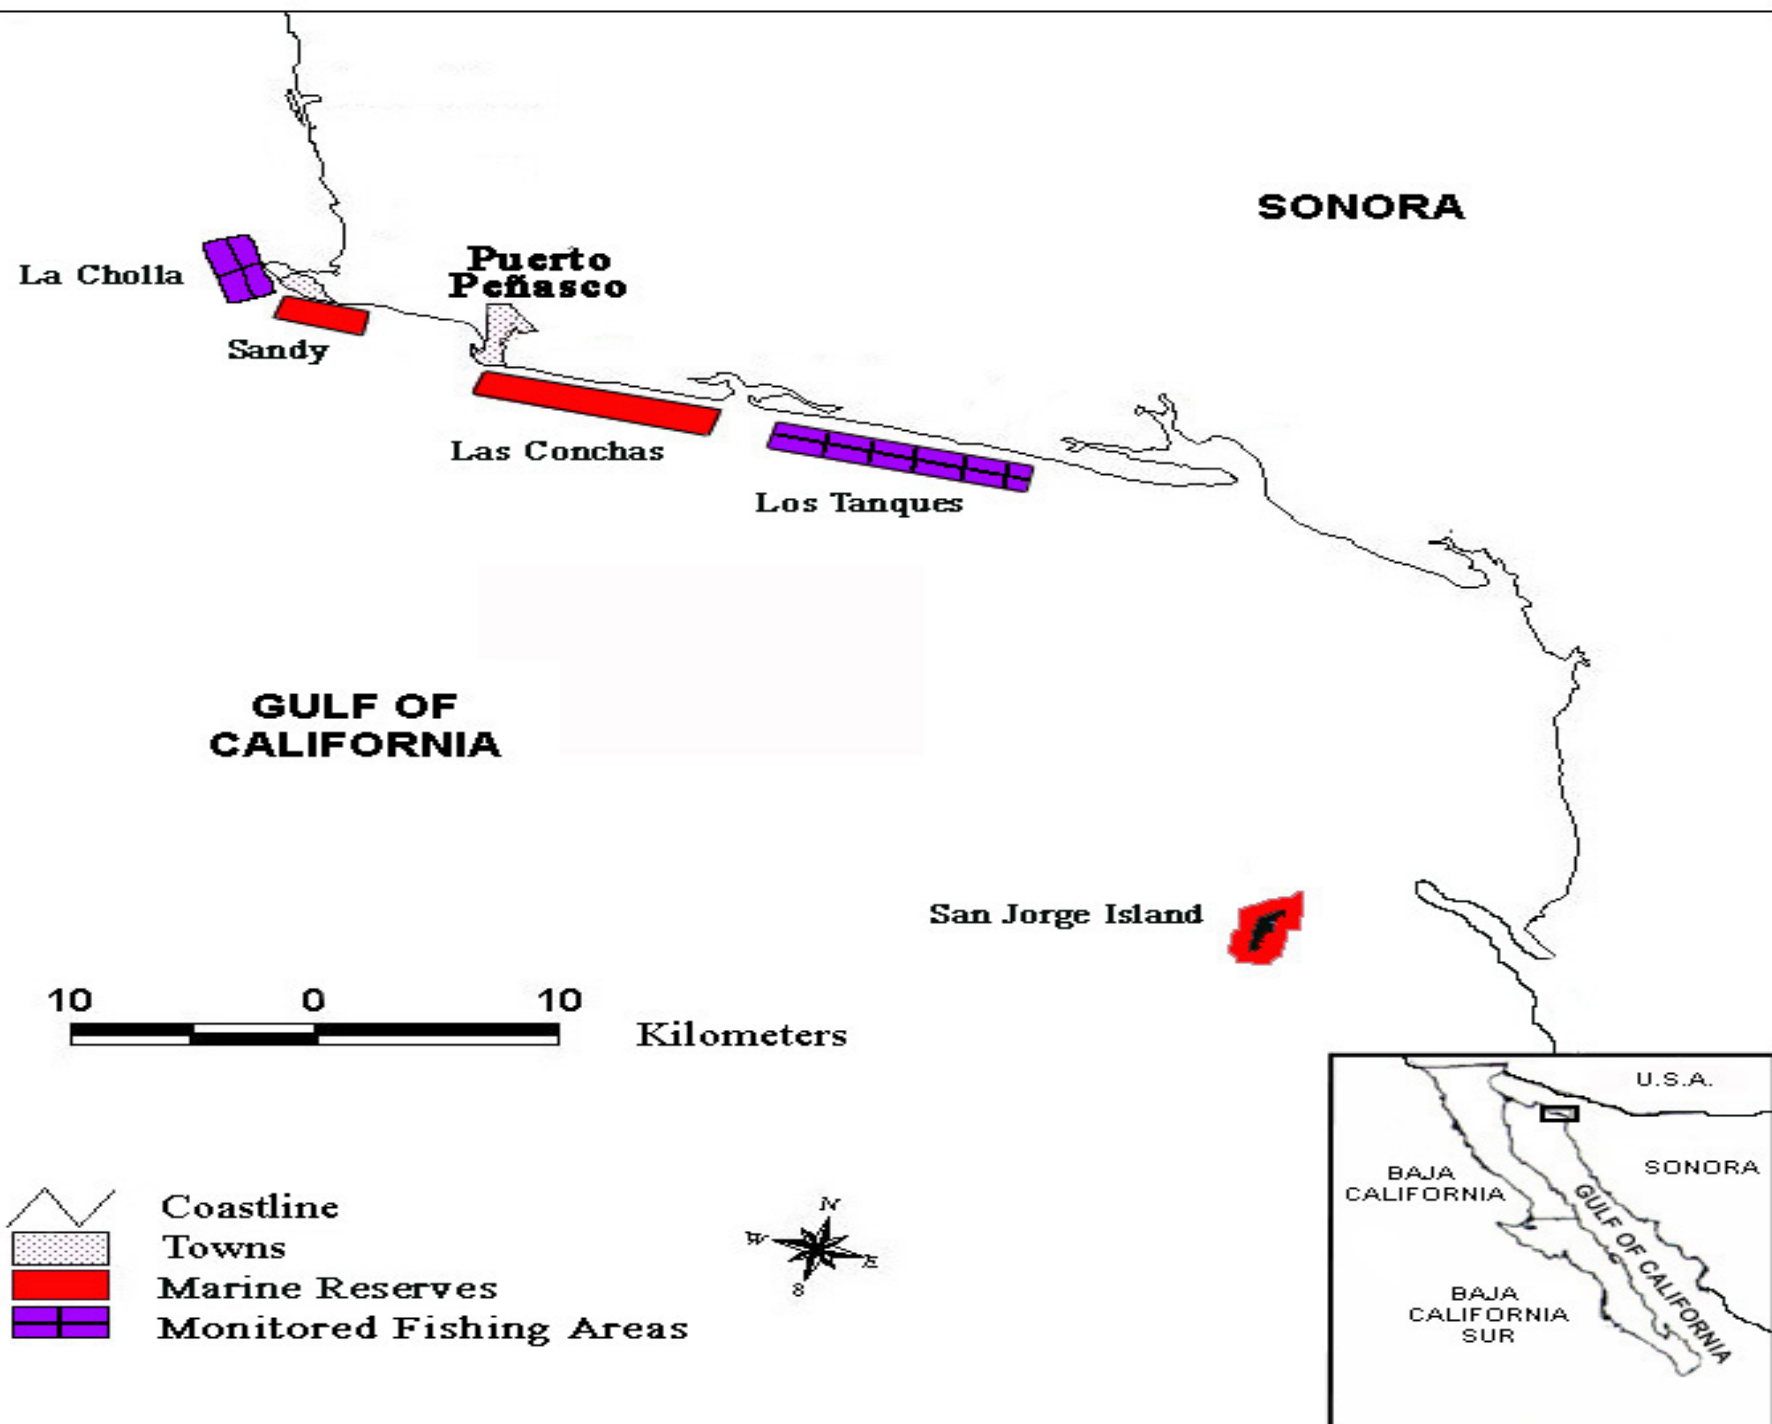 SONORA
Puerto
Peñasco
La Cholla
Sandy
Las Conchas
Los Tanques
GULF OF
CALIFORNIA
San Jorge Island
10 0 10
Kilometers
N
W
E
S
Coastline
Towns
Marine Reserves
Monitored Fishing Areas
U.S.A.
SONORA
BAJA
CALIFORNIA
GULF OF CALIFORNIA
BAJA
CALIFORNIA
SUR